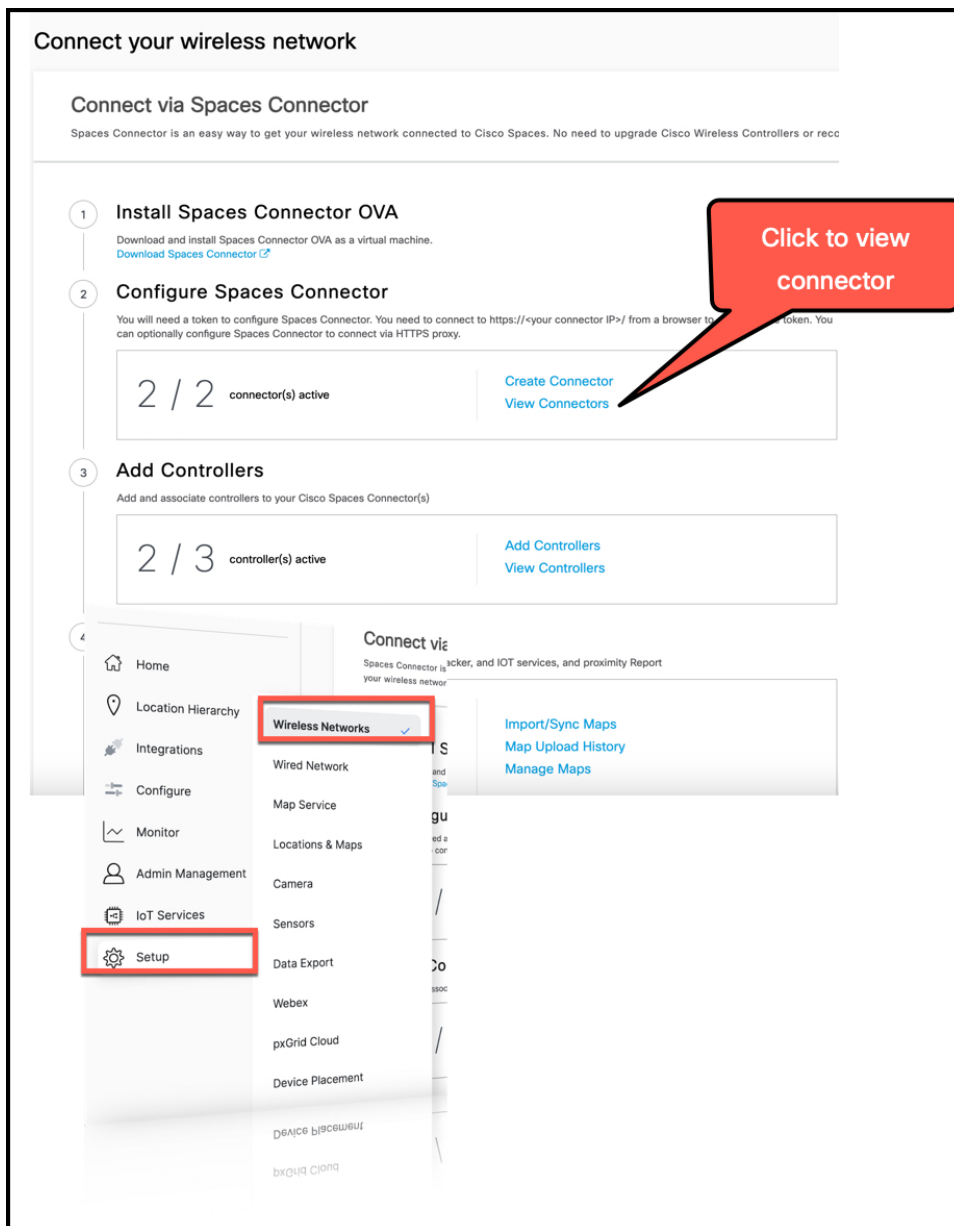 Connect your wireless network
Connect via Spaces Connector
Spaces Connector is an easy way to get your wireless network connected to Cisco Spaces. No need to upgrade Cisco Wireless Controllers or reco
1
Install Spaces Connector OVA
Download and install Spaces Connector OVA as a virtual machine.
Download Spaces Connector
Click to view
connector
2
Configure Spaces Connector
You will need a token to configure Spaces Connector. You need to connect to https://<your connector IP>/ from a browser to token. You
can optionally configure Spaces Connector to connect via HTTPS proxy.
2 / 2 connector(s) active
Create Connector
View Connectors
3
Add Controllers
Add and associate controllers to your Cisco Spaces Connector(s)
2 / 3 controller(s) active
Add Controllers
View Controllers
4
Connect via
Spaces Connector is
your wireless networ
acker, and IOT services, and proximity Report
Import/Sync Maps
Map Upload History
Manage Maps
Home
Location Hierarchy
Integrations
Configure
Monitor
Admin Management
IoT Services
Setup
Wireless Networks
Wired Network
Map Service
Locations & Maps
Camera
Sensors
Data Export
Webex
pxGrid Cloud
Device Placement
Device Placement
pxGrid Cloud